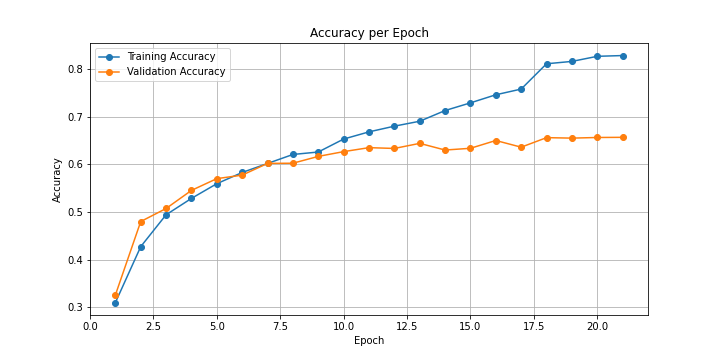 Accuracy per Epoch
Training Accuracy
Validation Accuracy
Accuracy
0.8
0.7
0.6
0.5
0.4
0.3
0.0 2.5 5.0 7.5 10.0 12.5 15.0 17.5 20.0
Epoch